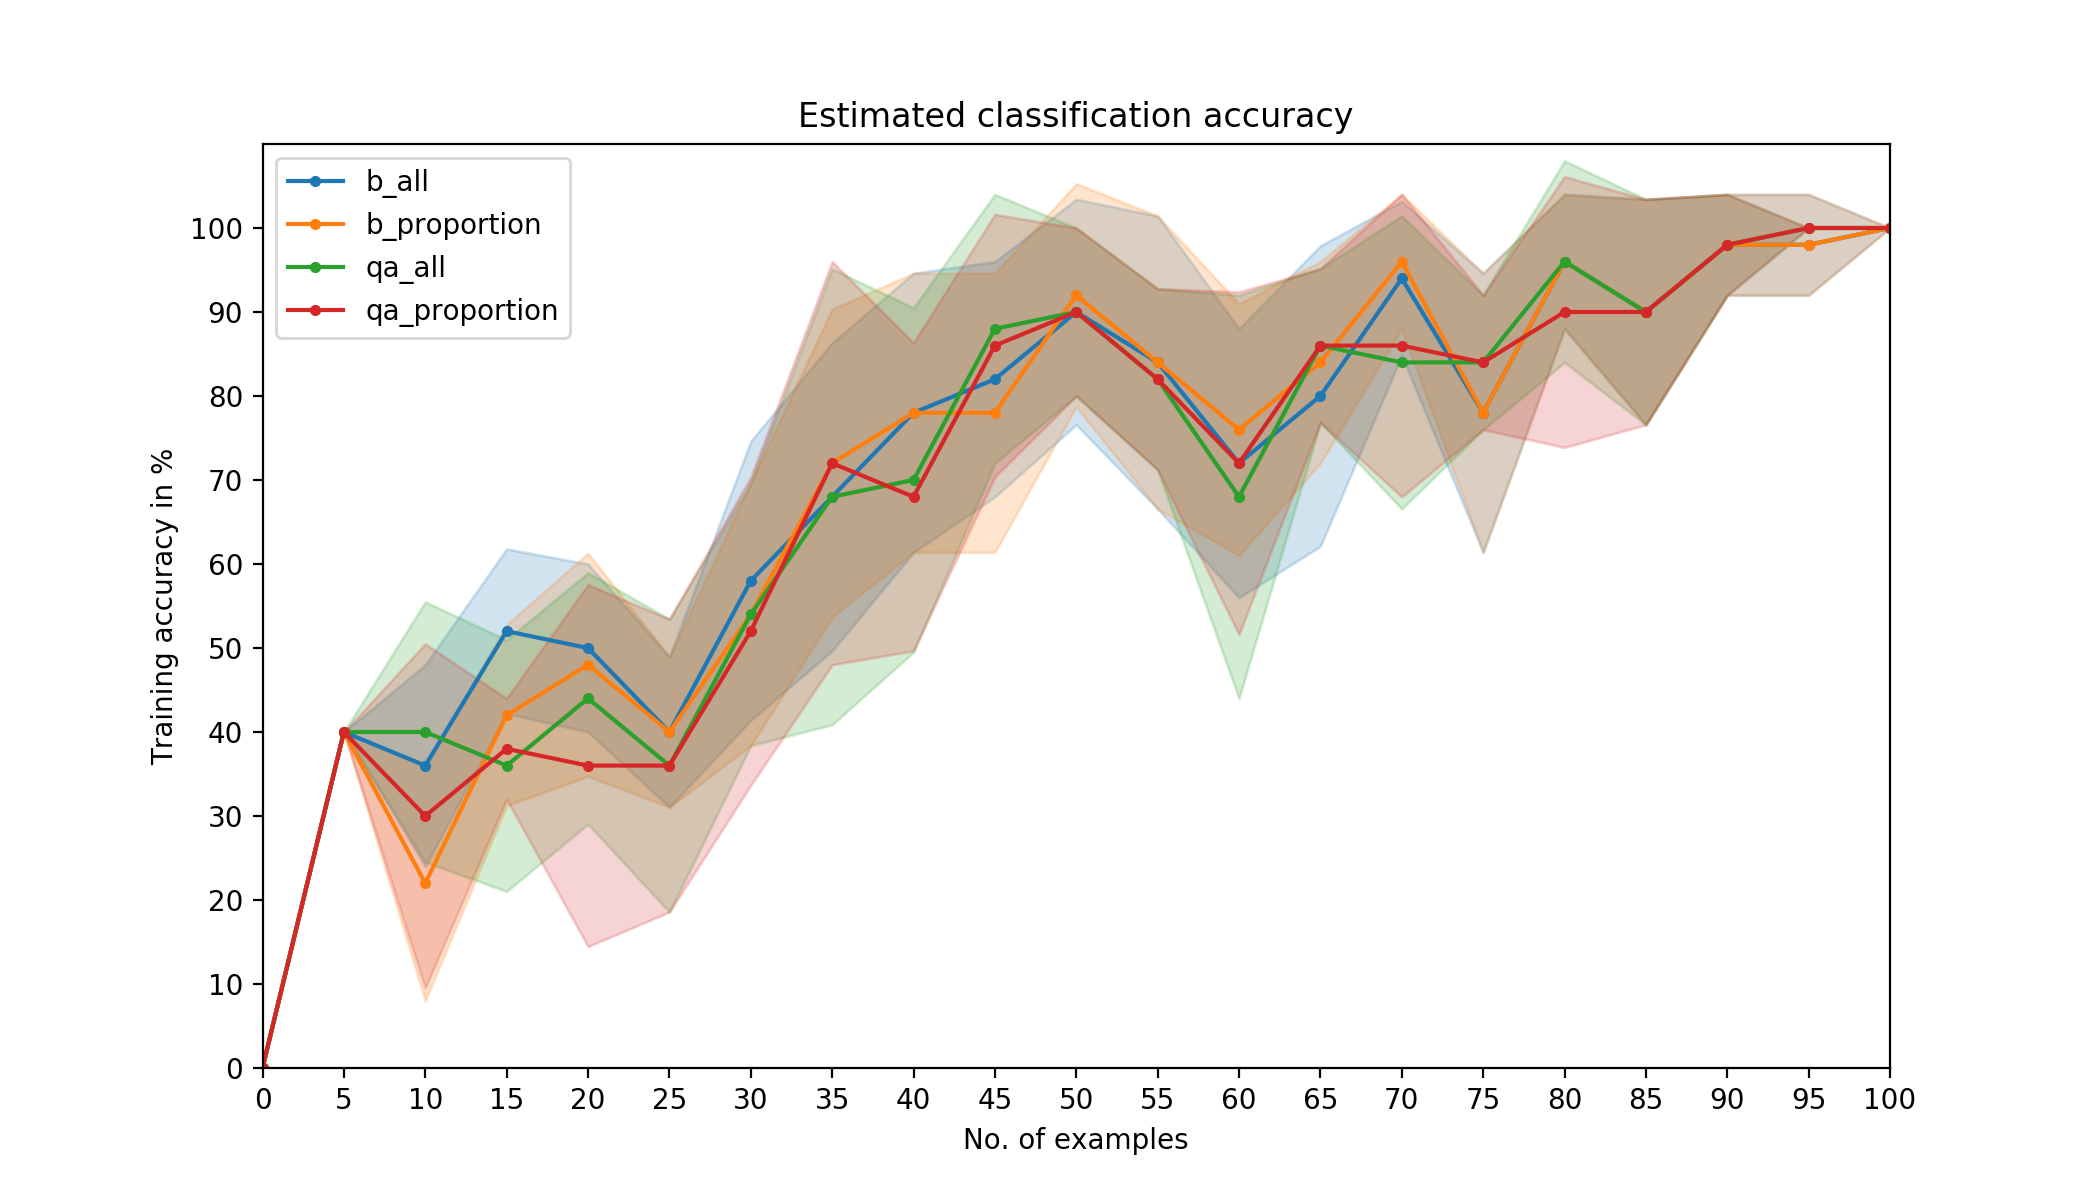 Estimated classification accuracy
b_all
b_proportion
qa_all
qa_proportion
Training accuracy in %
100
90
80
70
60
50
40
30
20
10
0
0 5 10 15 20 25 30 35 40 45 50 55 60 65 70 75 80 85 90 95 100
No. of examples